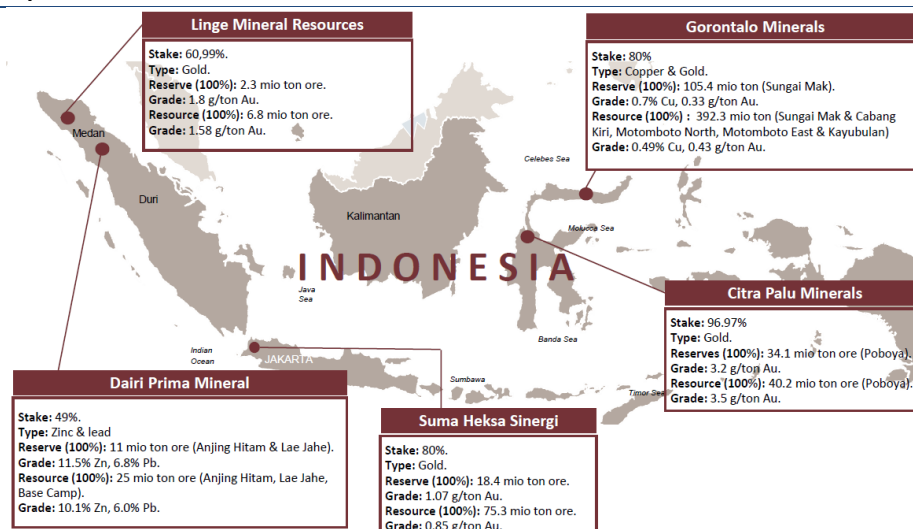 Linge Mineral Resources
Stake: 60,99%.
Type: Gold.
Reserve (100%): 2.3 mio ton ore.
Grade: 1.8 g/ton Au.
Resource (100%): 6.8 mio ton ore.
Grade: 1.58 g/ton Au.
Gorontalo Minerals
Stake: 80%
Type: Copper & Gold.
Reserve (100%): 105.4 mio ton (Sungai Mak).
Grade: 0.7% Cu, 0.33 g/ton Au.
Resource (100%) : 392.3 mio ton (Sungai Mak & Cabang
Kiri, Motomboto North, Motomboto East & Kayubulan)
Grade: 0.49% Cu, 0.43 g/ton Au.
Medan
Duri
Kalimantan
Celebes Sea
Molucca Sea
INDONESIA
Java
Sea
Banda Sea
Indian
Ocean
JAKARTA
Sumbawa
Timor Sea
Citra Palu Minerals
Stake: 96.97%
Type: Gold.
Reserves (100%): 34.1 mio ton ore (Poboya).
Grade: 3.2 g/ton Au.
Resource (100%): 40.2 mio ton ore (Poboya).
Grade: 3.5 g/ton Au.
Dairi Prima Mineral
Stake: 49%.
Type: Zinc & lead
Reserve (100%): 11 mio ton ore (Anjing Hitam & Lae Jahe).
Grade: 11.5% Zn, 6.8% Pb.
Resource (100%): 25 mio ton ore (Anjing Hitam, Lae Jahe,
Base Camp).
Grade: 10.1% Zn, 6.0% Pb.
Suma Heksa Sinergi
Stake: 80%.
Type: Gold.
Reserve (100%): 18.4 mio ton ore.
Grade: 1.07 g/ton Au.
Resource (100%): 75.3 mio ton ore.
Grade: 0.85 g/ton Au.